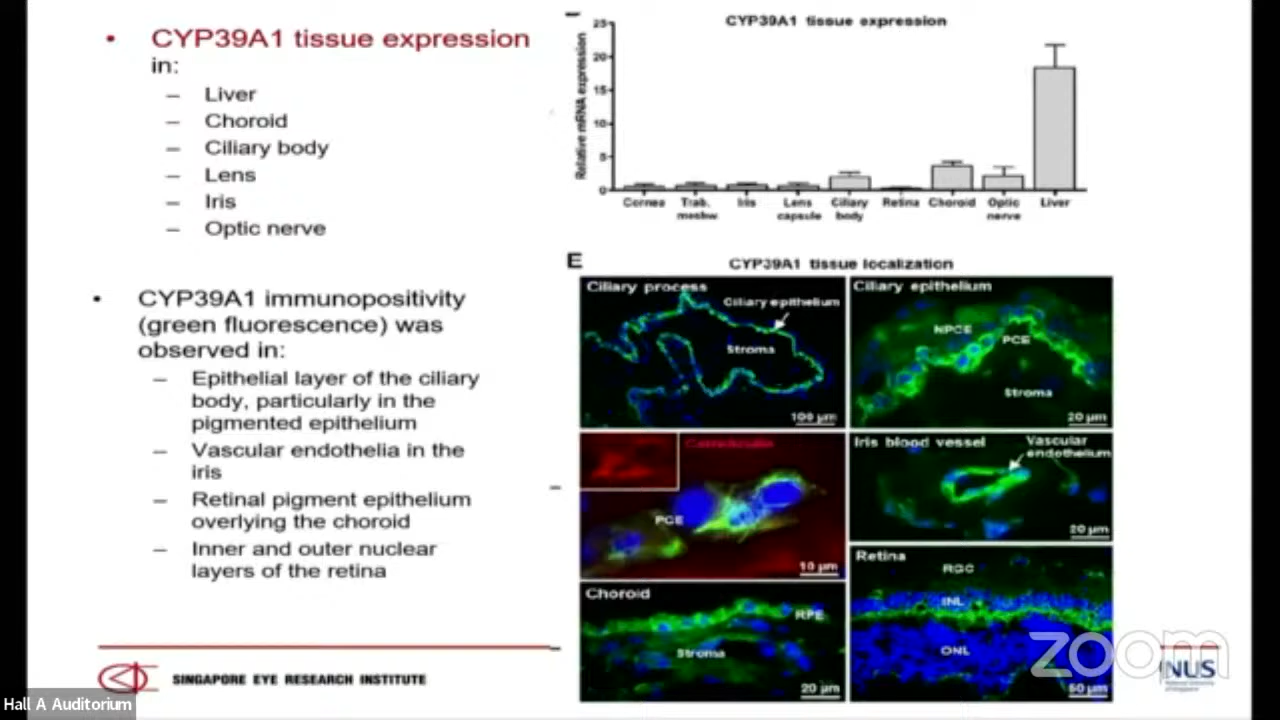 • CYP39A1 tissue expression
in:
– Liver
– Choroid
– Ciliary body
– Lens
– Iris
– Optic nerve
• CYP39A1 immunopositivity
(green fluorescence) was
observed in:
– Epithelial layer of the ciliary
body, particularly in the
pigmented epithelium
– Vascular endothelia in the
iris
– Retinal pigment epithelium
overlying the choroid
– Inner and outer nuclear
layers of the retina
SINGAPORE EYE RESEARCH INSTITUTE
Hall A Auditorium
CYP39A1 tissue expression
Relative mRNA expression
25
20
15
10
5
0
Cornea Trab. Iris Lens Ciliary Retina Choroid Optic Liver
meshw. capsule body nerve
E
CYP39A1 tissue localization
Ciliary process
Ciliary epithelium
Stroma
100 µm
Ciliary epithelium
NPCE
PCE
Stroma
20 µm
PCE
10 µm
Iris blood vessel
Vascular
endothelium
20 µm
Choroid
RPE
Stroma
20 µm
Retina
RGC
INL
ONL
50 µm
zoom
NUS
National University
of Singapore